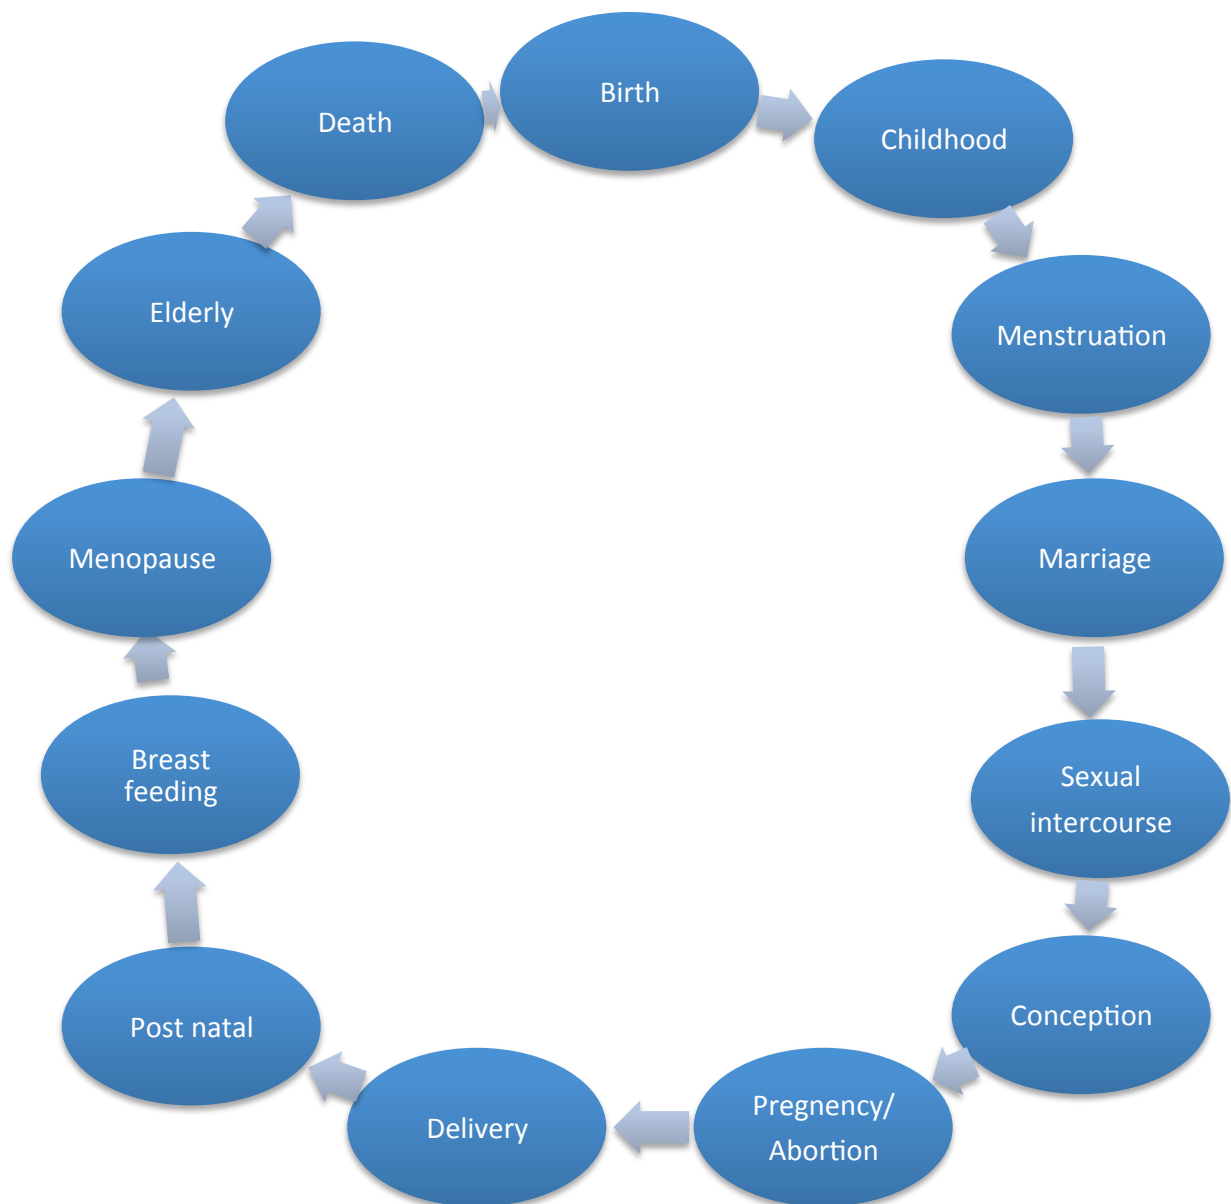 Birth
Childhood
Menstruation
Marriage
Sexual
intercourse
Conception
Pregnency/
Abortion
Delivery
Post natal
Breast
feeding
Menopause
Elderly
Death